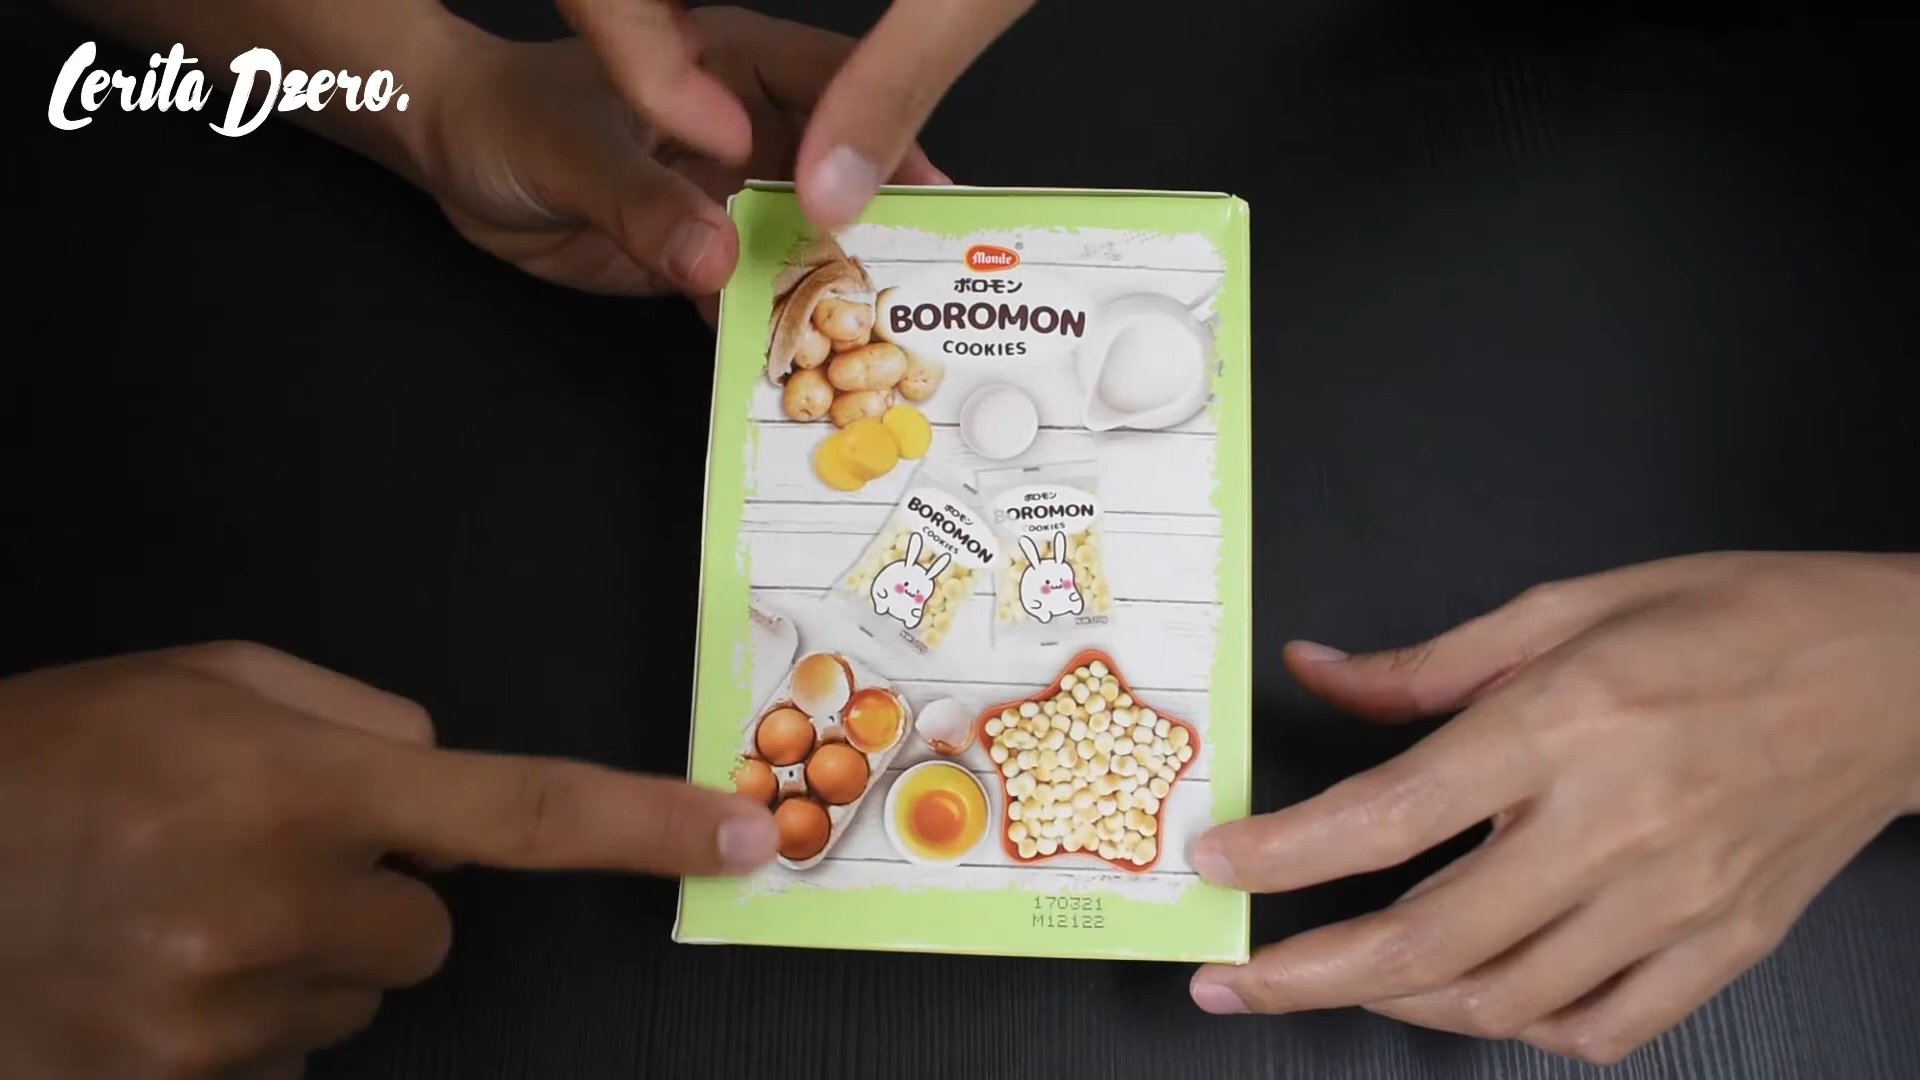 Cerita Dzero.
Monde
ボロモン
BOROMON
COOKIES
ボロモン
BOROMON
COOKIES
ボロモン
BOROMON
COOKIES
170321
M12122